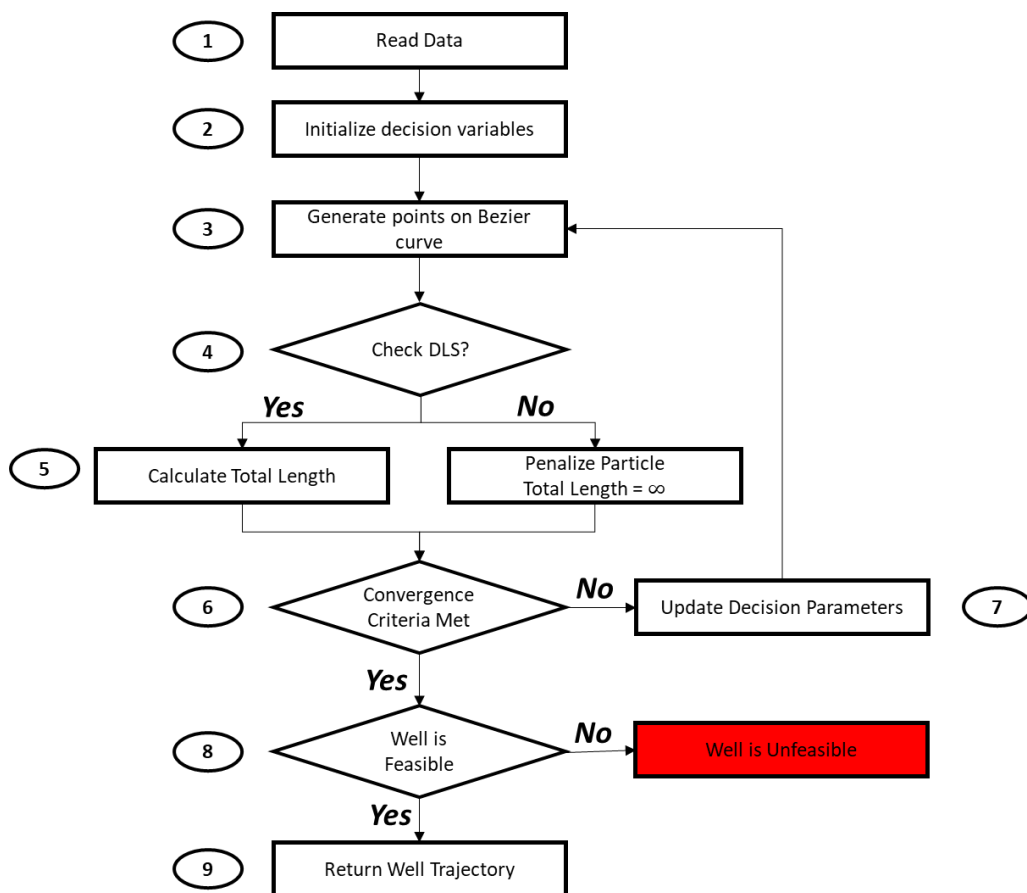 1
Read Data
2
Initialize decision variables
3
Generate points on Bezier
curve
4
Check DLS?
Yes
No
5
Calculate Total Length
Penalize Particle
Total Length = ∞
6
Convergence
Criteria Met
No
Update Decision Parameters
7
Yes
8
Well is
Feasible
No
Well is Unfeasible
Yes
9
Return Well Trajectory